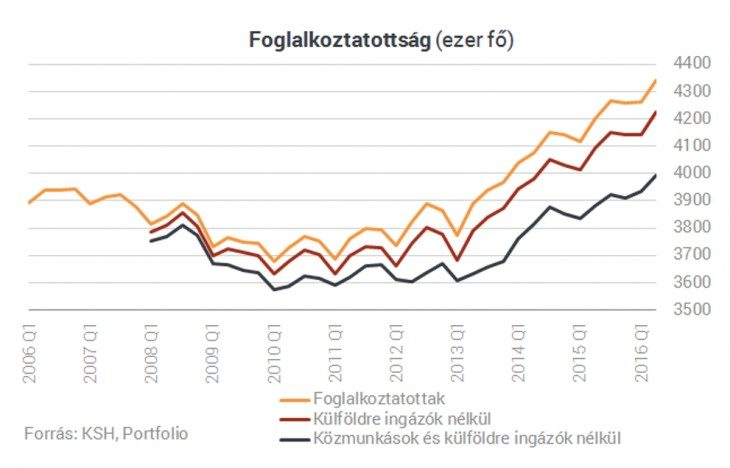 Foglalkoztatottság (ezer fő)
4400
4300
4200
4100
4000
3900
3800
3700
3600
3500
2006 Q1
2007 Q1
2008 Q1
2009 Q1
2010 Q1
2011 Q1
2012 Q1
2013 Q1
2014 Q1
2015 Q1
2016 Q1
Foglalkoztatottak
Külföldre ingázók nélkül
Közmunkások és külföldre ingázók nélkül
Forrás: KSH, Portfolio